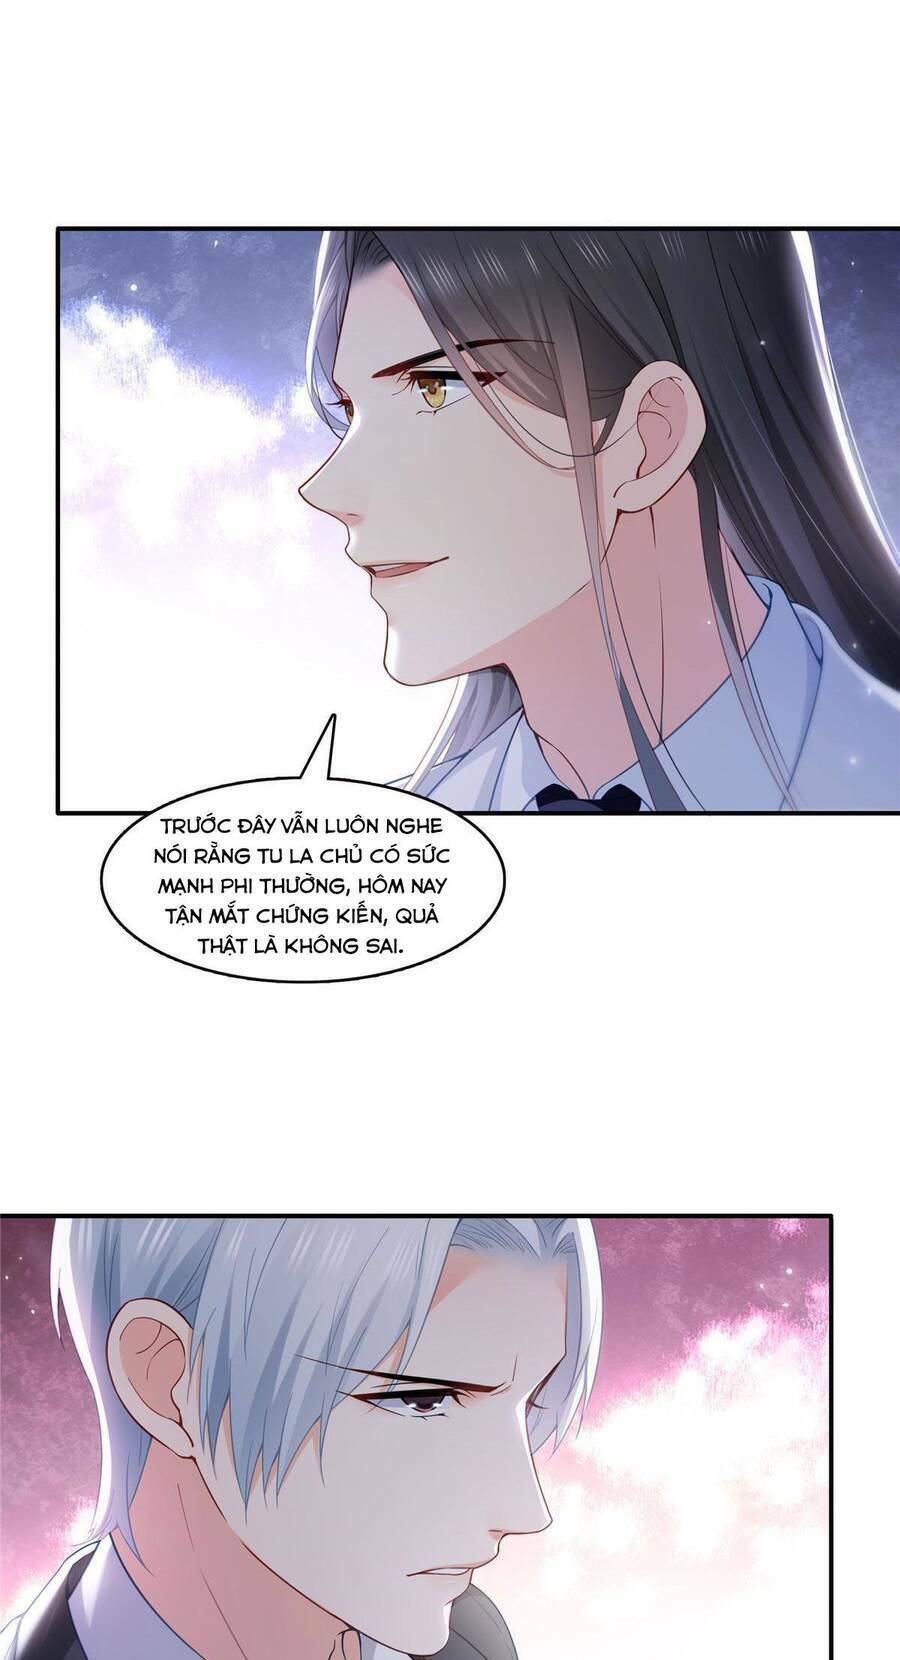 TRƯỚC ĐÂY VẪN LUÔN NGHE
NÓI RẰNG TU LA CHỦ CÓ SỨC
MẠNH PHI THƯỜNG, HÔM NAY
TẬN MẮT CHỨNG KIẾN, QUẢ
THẬT LÀ KHÔNG SAI.